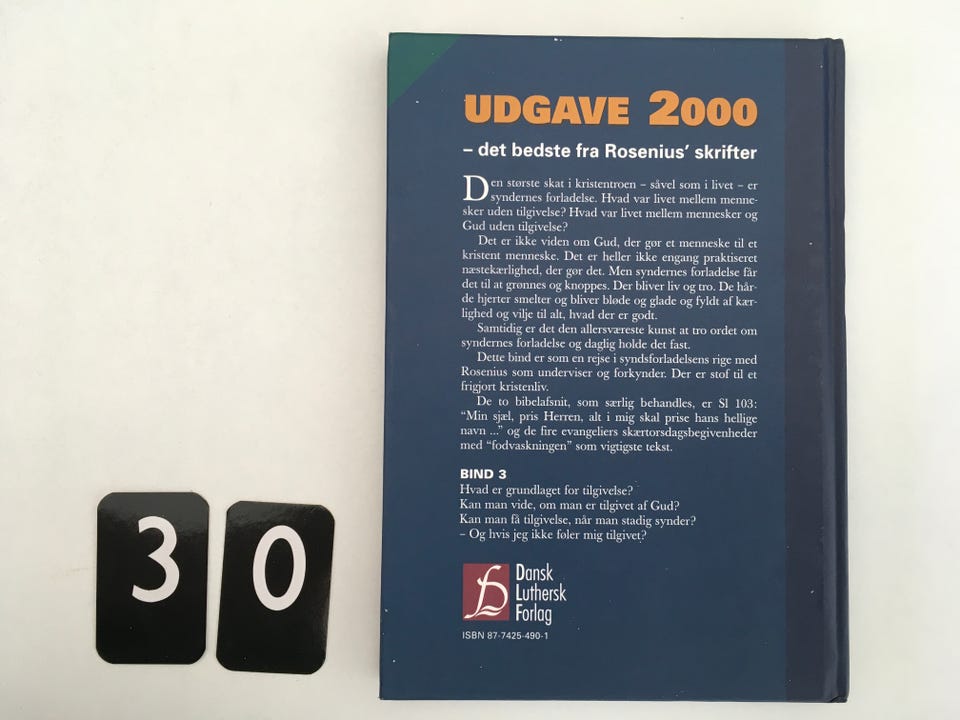 UDGAVE 2000
– det bedste fra Rosenius' skrifter
Den største skat i kristentroen – såvel som i livet – er
syndernes forladelse. Hvad var livet mellem menne-
sker uden tilgivelse? Hvad var livet mellem mennesker og
Gud uden tilgivelse?
Det er ikke viden om Gud, der gør et menneske til et
kristent menneske. Det er heller ikke engang praktiseret
næstekærlighed, der gør det. Men syndernes forladelse får
det til at grønnes og knoppes. Der bliver liv og tro. De hår-
de hjerter smelter og bliver bløde og glade og fyldt af kær-
lighed og vilje til alt, hvad der er godt.
Samtidig er det den allersværeste kunst at tro ordet om
syndernes forladelse og daglig holde det fast.
Dette bind er som en rejse i syndsforladelsens rige med
Rosenius som underviser og forkynder. Der er stof til et
frigjort kristenliv.
De to bibelafsnit, som særlig behandles, er Sl 103:
"Min sjæl, pris Herren, alt i mig skal prise hans hellige
navn ..." og de fire evangeliers skærtorsdagsbegivenheder
med "fodvaskningen" som vigtigste tekst.
BIND 3
Hvad er grundlaget for tilgivelse?
Kan man vide, om man er tilgivet af Gud?
Kan man få tilgivelse, når man stadig synder?
– Og hvis jeg ikke føler mig tilgivet?
Dansk
Luthersk
Forlag
ISBN 87-7425-490-1
30